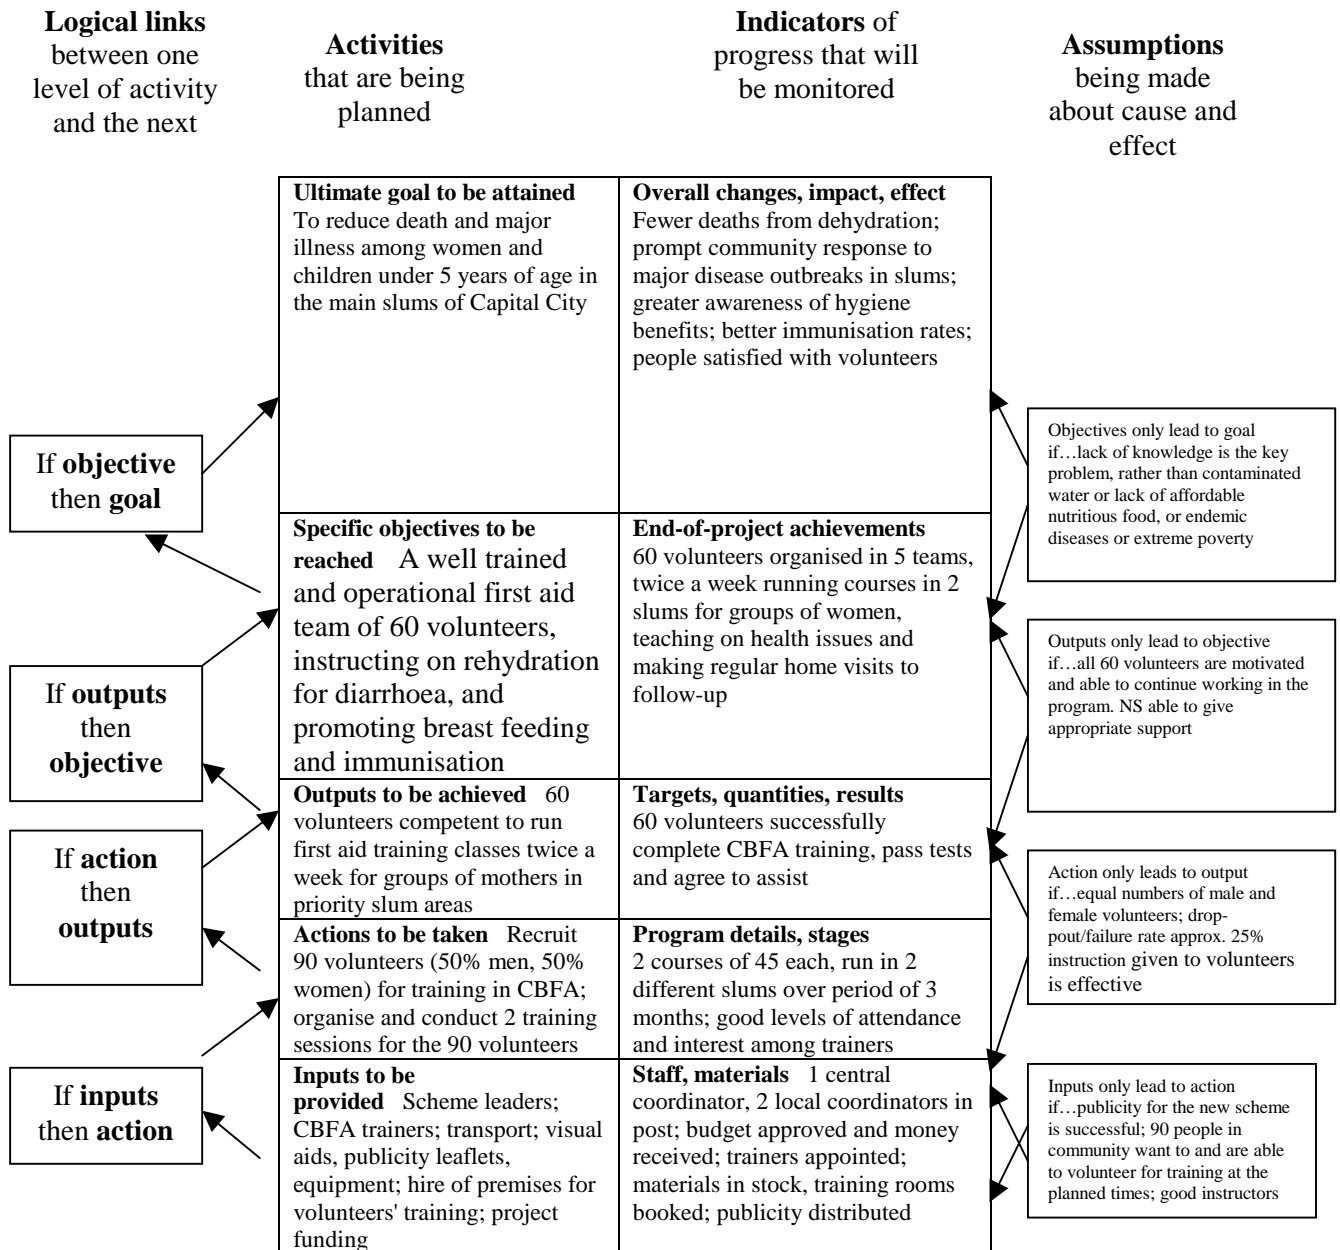 Logical links
between one
level of activity
and the next
Activities
that are being
planned
Indicators of
progress that will
be monitored
Assumptions
being made
about cause and
effect
Ultimate goal to be attained
To reduce death and major
illness among women and
children under 5 years of age in
the main slums of Capital City
Overall changes, impact, effect
Fewer deaths from dehydration;
prompt community response to
major disease outbreaks in slums;
greater awareness of hygiene
benefits; better immunisation rates;
people satisfied with volunteers
If objective
then goal
Objectives only lead to goal
if…lack of knowledge is the key
problem, rather than contaminated
water or lack of affordable
nutritious food, or endemic
diseases or extreme poverty
Specific objectives to be
reached A well trained
and operational first aid
team of 60 volunteers,
instructing on rehydration
for diarrhoea, and
promoting breast feeding
and immunisation
End-of-project achievements
60 volunteers organised in 5 teams,
twice a week running courses in 2
slums for groups of women,
teaching on health issues and
making regular home visits to
follow-up
If outputs
then
objective
Outputs only lead to objective
if…all 60 volunteers are motivated
and able to continue working in the
program. NS able to give
appropriate support
Outputs to be achieved 60
volunteers competent to run
first aid training classes twice a
week for groups of mothers in
priority slum areas
Targets, quantities, results
60 volunteers successfully
complete CBFA training, pass tests
and agree to assist
If action
then
outputs
Action only leads to output
if…equal numbers of male and
female volunteers; drop-
pout/failure rate approx. 25%
instruction given to volunteers
is effective
Actions to be taken Recruit
90 volunteers (50% men, 50%
women) for training in CBFA;
organise and conduct 2 training
sessions for the 90 volunteers
Program details, stages
2 courses of 45 each, run in 2
different slums over period of 3
months; good levels of attendance
and interest among trainers
If inputs
then action
Inputs to be
provided Scheme leaders;
CBFA trainers; transport; visual
aids, publicity leaflets,
equipment; hire of premises for
volunteers' training; project
funding
Staff, materials 1 central
coordinator, 2 local coordinators in
post; budget approved and money
received; trainers appointed;
materials in stock, training rooms
booked; publicity distributed
Inputs only lead to action
if…publicity for the new scheme
is successful; 90 people in
community want to and are able
to volunteer for training at the
planned times; good instructors